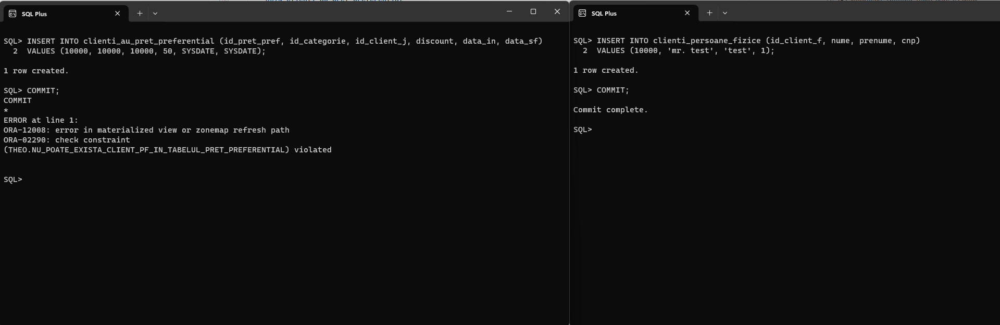 SQL Plus
SQL> INSERT INTO clienti_au_pret_preferential (id_pret_pref, id_categorie, id_client_j, discount, data_in, data_sf)
  2  VALUES (10000, 10000, 10000, 50, SYSDATE, SYSDATE);
1 row created.
SQL> COMMIT;
COMMIT
*
ERROR at line 1:
ORA-12008: error in materialized view or zonemap refresh path
ORA-02290: check constraint
(THEO.NU_POATE_EXISTA_CLIENT_PF_IN_TABELUL_PRET_PREFERENTIAL) violated
SQL>
SQL Plus
SQL> INSERT INTO clienti_persoane_fizice (id_client_f, nume, prenume, cnp)
  2  VALUES (10000, 'mr. test', 'test', 1);
1 row created.
SQL> COMMIT;
Commit complete.
SQL>